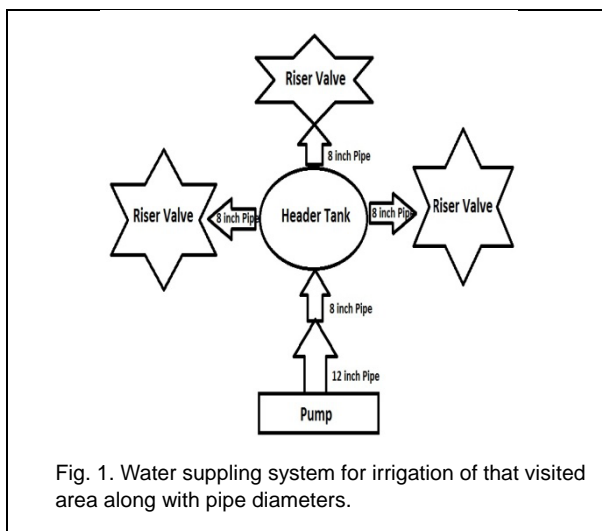 Riser Valve
8 inch Pipe
Riser Valve
8 inch Pipe
Header Tank
8 inch Pipe
Riser Valve
8 inch Pipe
12 inch Pipe
Pump
Fig. 1. Water suppling system for irrigation of that visited
area along with pipe diameters.